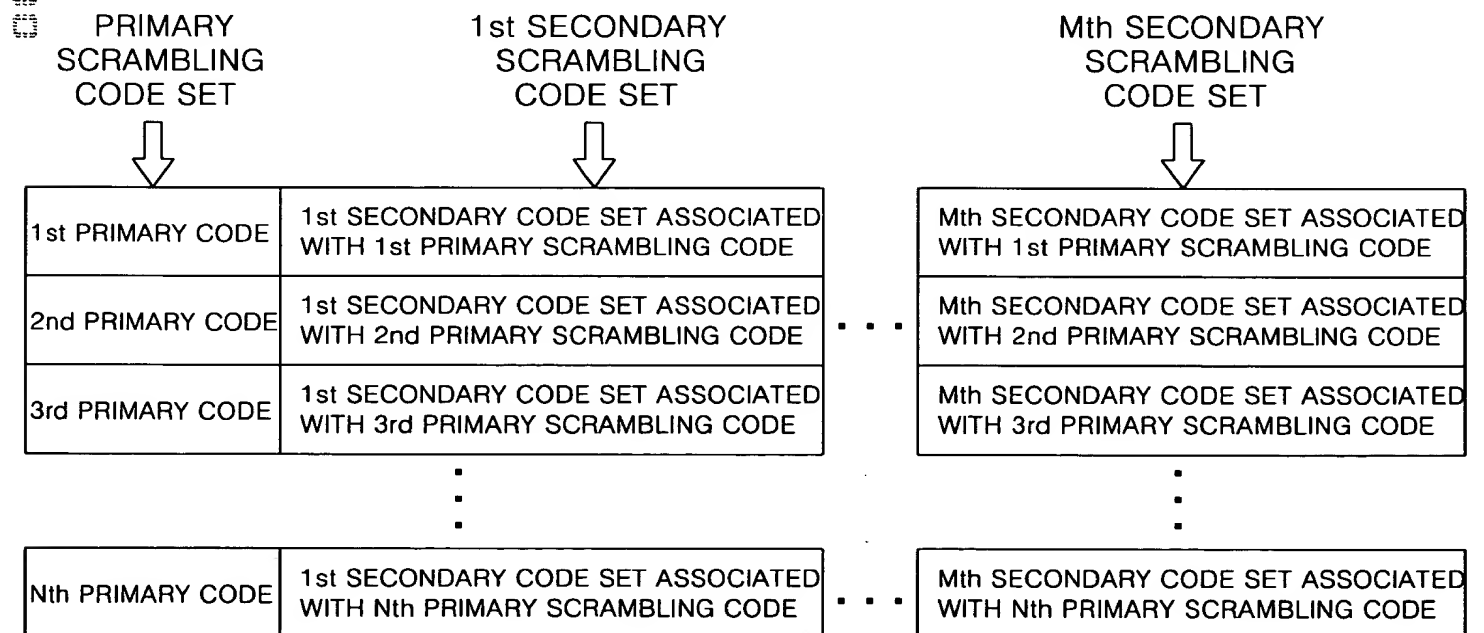 PRIMARY
SCRAMBLING
CODE SET
1st SECONDARY
SCRAMBLING
CODE SET
Mth SECONDARY
SCRAMBLING
CODE SET
1st PRIMARY CODE
1st SECONDARY CODE SET ASSOCIATED
WITH 1st PRIMARY SCRAMBLING CODE
Mth SECONDARY CODE SET ASSOCIATED
WITH 1st PRIMARY SCRAMBLING CODE
2nd PRIMARY CODE
1st SECONDARY CODE SET ASSOCIATED
WITH 2nd PRIMARY SCRAMBLING CODE
Mth SECONDARY CODE SET ASSOCIATED
WITH 2nd PRIMARY SCRAMBLING CODE
3rd PRIMARY CODE
1st SECONDARY CODE SET ASSOCIATED
WITH 3rd PRIMARY SCRAMBLING CODE
Mth SECONDARY CODE SET ASSOCIATED
WITH 3rd PRIMARY SCRAMBLING CODE
Nth PRIMARY CODE
1st SECONDARY CODE SET ASSOCIATED
WITH Nth PRIMARY SCRAMBLING CODE
Mth SECONDARY CODE SET ASSOCIATED
WITH Nth PRIMARY SCRAMBLING CODE